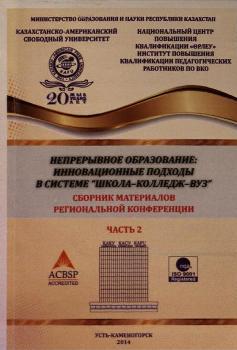 МИНИСТЕРСТВО ОБРАЗОВАНИЯ И НАУКИ РЕСПУБЛИКИ КАЗАХСТАН
КАЗАХСТАНСКО-АМЕРИКАНСКИЙ
СВОБОДНЫЙ УНИВЕРСИТЕТ
НАЦИОНАЛЬНЫЙ ЦЕНТР
ПОВЫШЕНИЯ
КВАЛИФИКАЦИИ «ӨРЛЕУ»
ИНСТИТУТ ПОВЫШЕНИЯ
КВАЛИФИКАЦИИ ПЕДАГОГИЧЕСКИХ
РАБОТНИКОВ ПО ВКО
20
НЕПРЕРЫВНОЕ ОБРАЗОВАНИЕ:
ИННОВАЦИОННЫЕ ПОДХОДЫ
В СИСТЕМЕ "ШКОЛА–КОЛЛЕДЖ–ВУЗ"
СБОРНИК МАТЕРИАЛОВ
РЕГИОНАЛЬНОЙ КОНФЕРЕНЦИИ
ЧАСТЬ 2
ACBSP
ACCREDITED
ISO 9001
Registered
УСТЬ-КАМЕНОГОРСК
2014